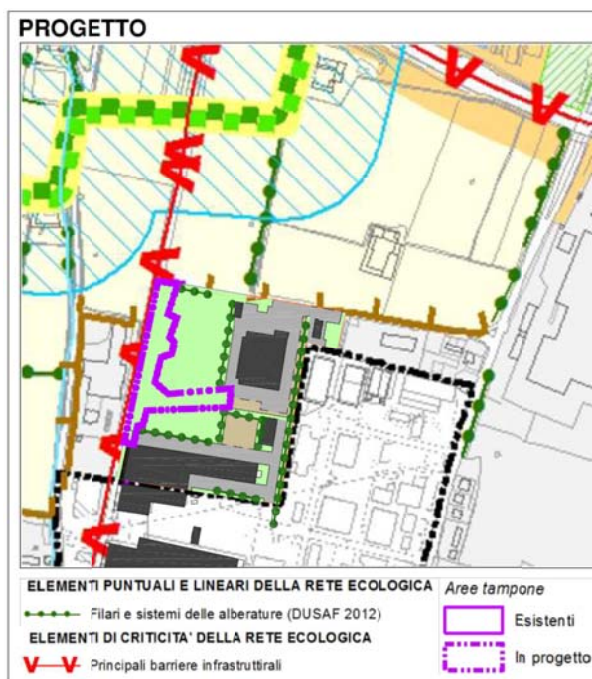 PROGETTO
ELEMENTI PUNTUALI E LINEARI DELLA RETE ECOLOGICA
Filari e sistemi delle alberature (DUSAF 2012)
ELEMENTI DI CRITICITA' DELLA RETE ECOLOGICA
Principali barriere infrastruttirali
Aree tampone
Esistenti
In progetto